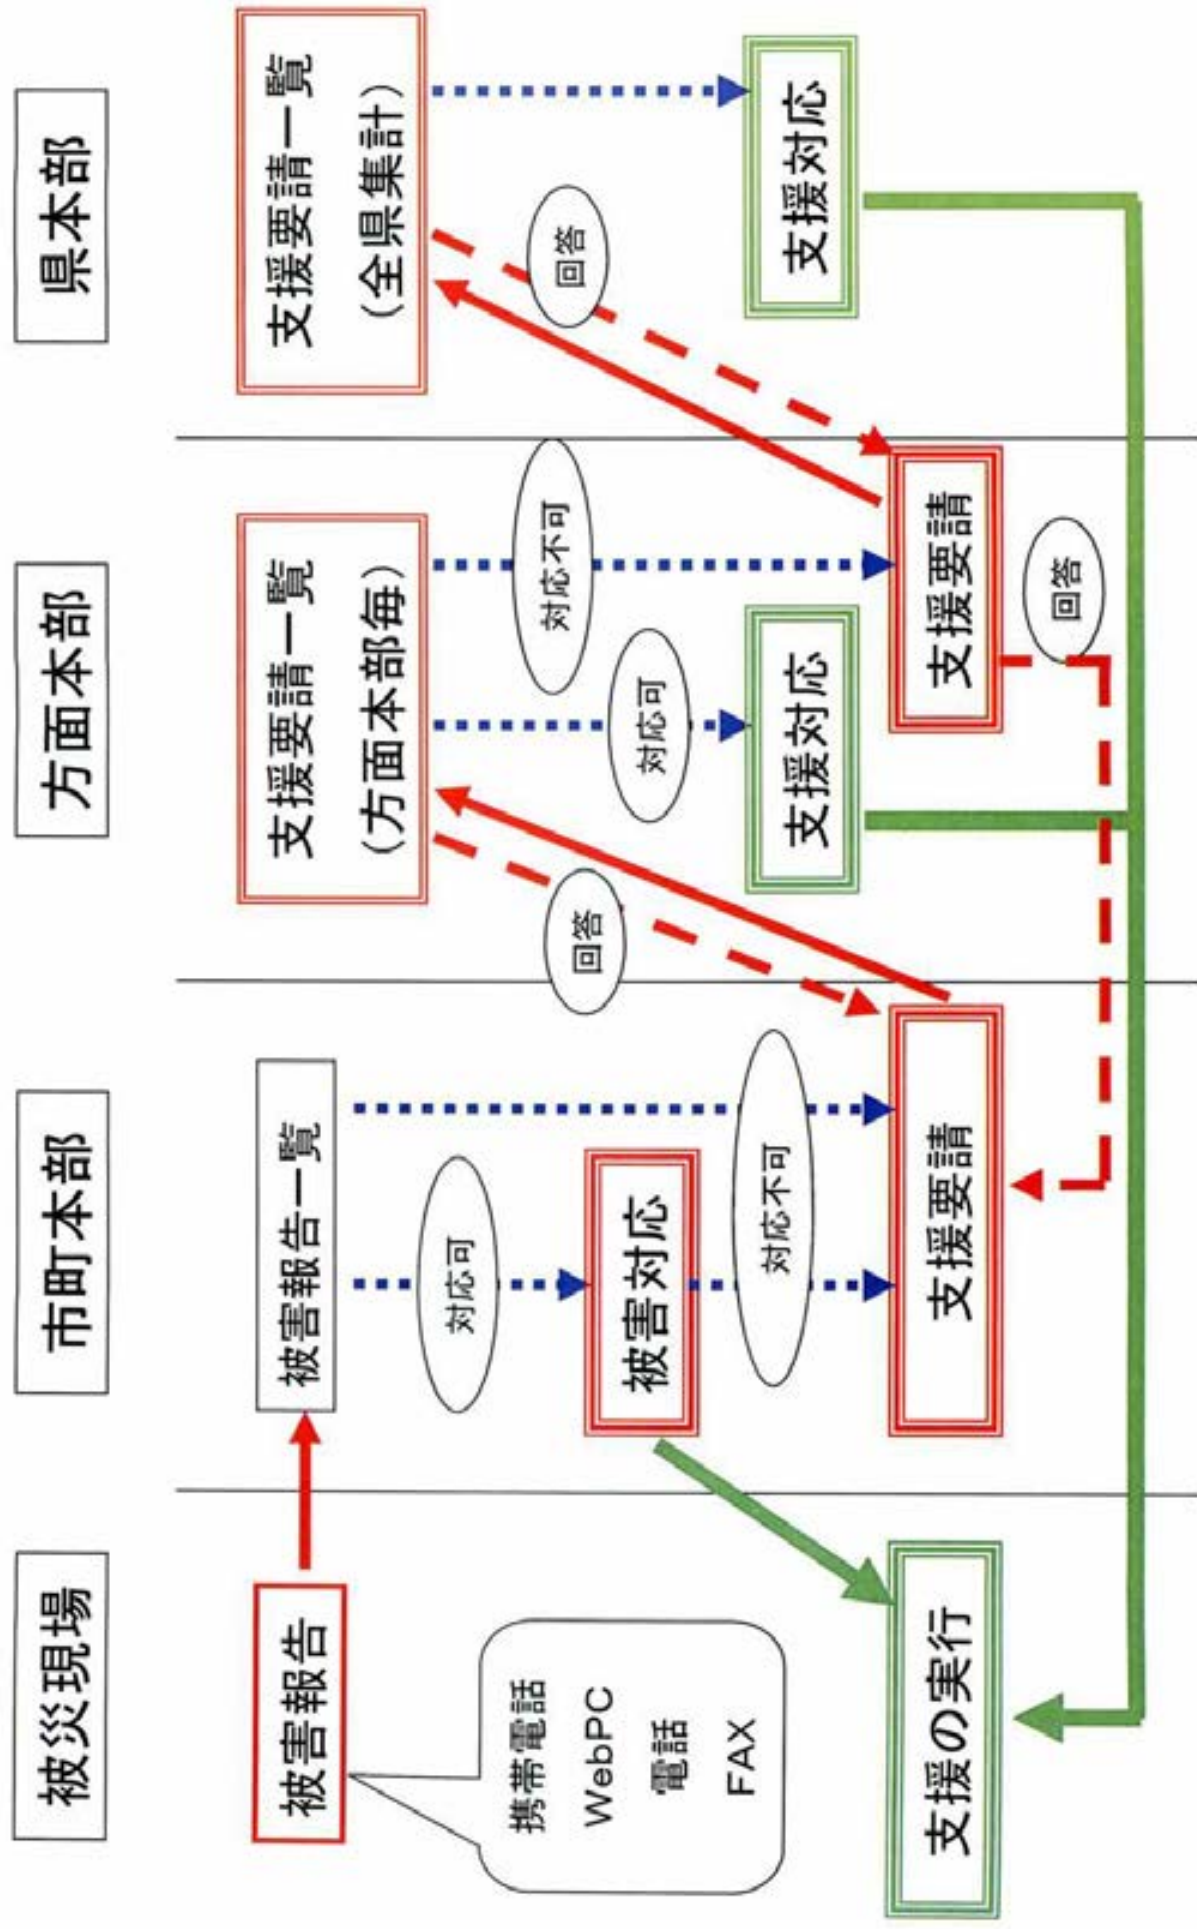 被災現場
市町本部
方面本部
県本部
被害報告
被害報告一覧
支援要請一覧
(方面本部毎)
支援要請一覧
(全県集計)
携帯電話
WebPC
電話
FAX
対応可
被害対応
対応不可
回答
対応可
対応不可
回答
支援対応
支援対応
支援の実行
支援要請
支援要請
回答